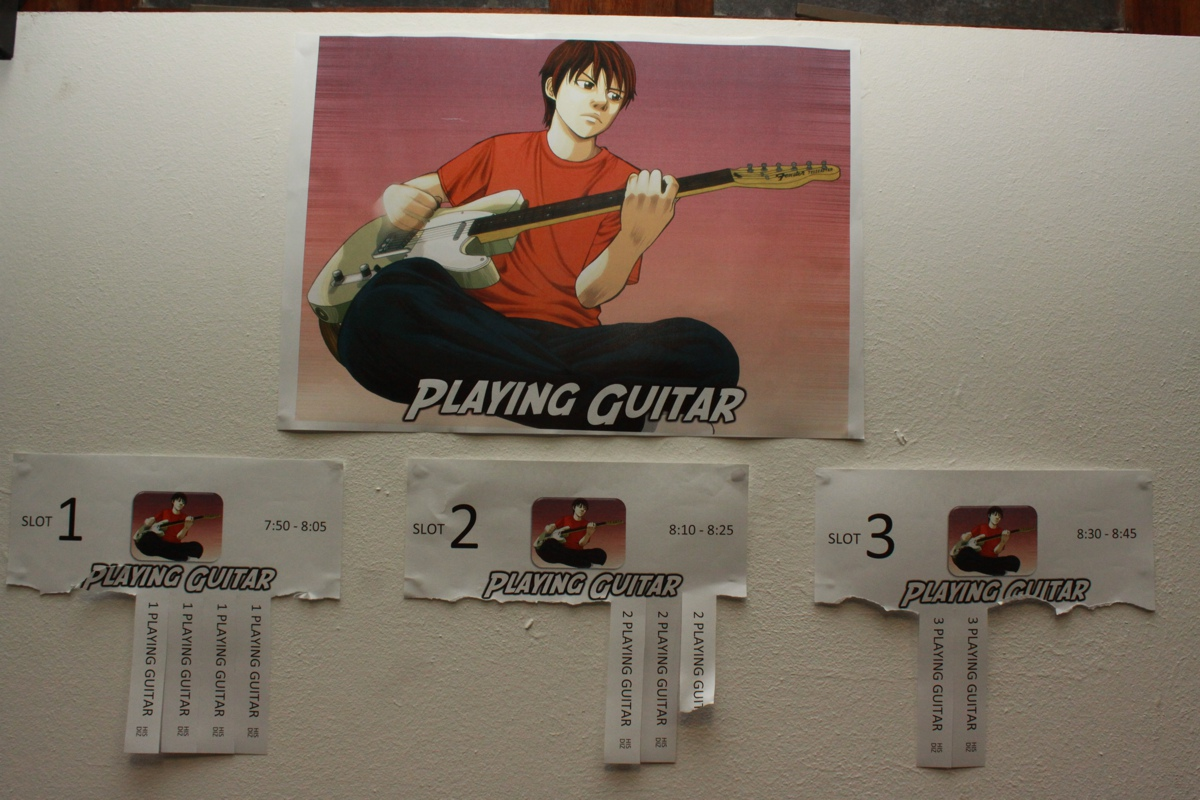 Fender
PLAYING GUITAR
SLOT 1
7:50 - 8:05
PLAYING GUITAR
1 PLAYING GUITAR
1 PLAYING GUITAR
1 PLAYING GUITAR
1 PLAYING GUITAR
SLOT 2
8:10 - 8:25
PLAYING GUITAR
2 PLAYING GUITAR
2 PLAYING GUITAR
2 PLAYING GUIT
SLOT 3
8:30 - 8:45
PLAYING GUITAR
3 PLAYING GUITAR
3 PLAYING GUITAR